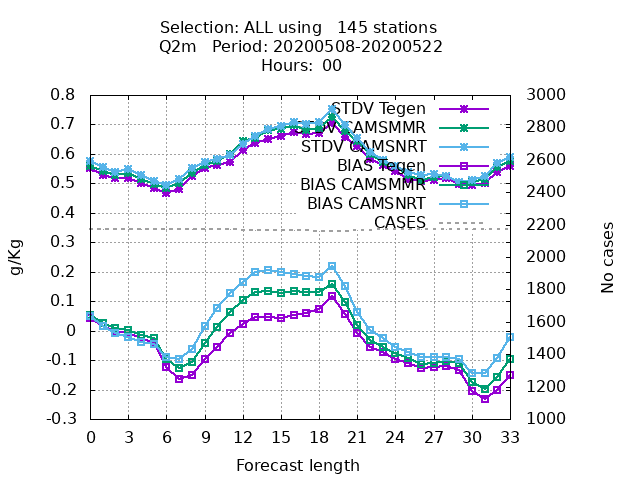 Selection: ALL using   145 stations
Q2m   Period: 20200508-20200522
Hours: 00
0.8
0.7
0.6
0.5
0.4
0.3
0.2
0.1
0
-0.1
-0.2
-0.3
g/Kg
STDV Tegen
STDV CAMSMMR
STDV CAMSNRT
BIAS Tegen
BIAS CAMSMMR
BIAS CAMSNRT
CASES
3000
2800
2600
2400
2200
2000
1800
1600
1400
1200
1000
No cases
0 3 6 9 12 15 18 21 24 27 30 33
Forecast length